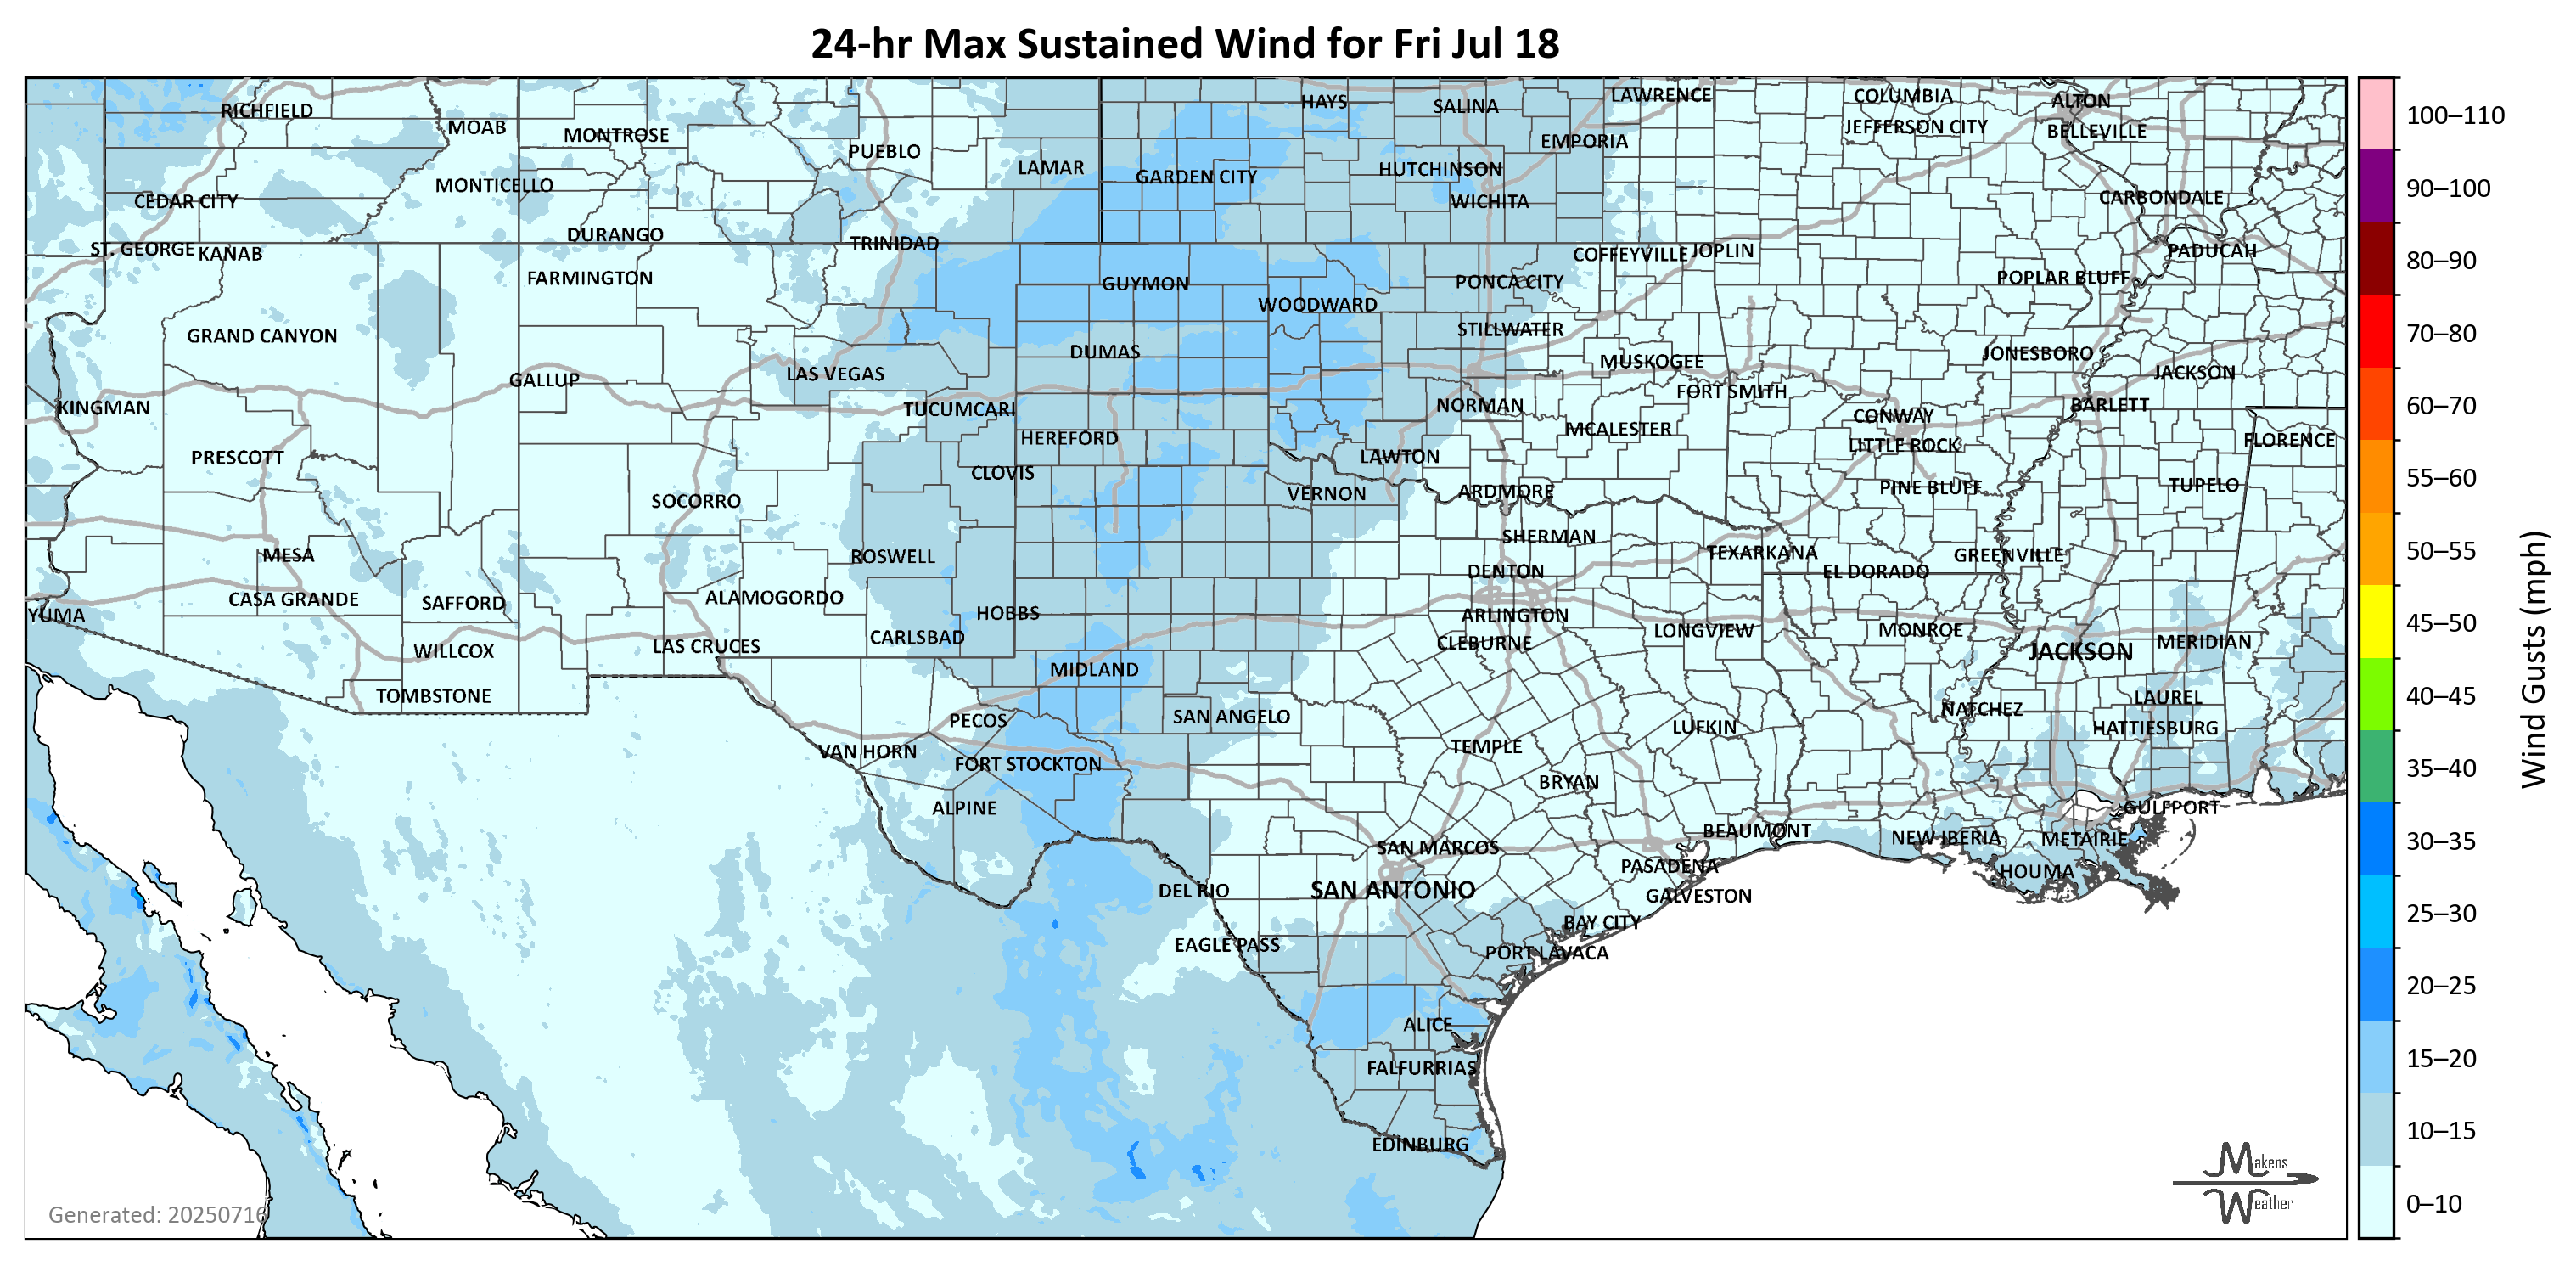 24-hr Max Sustained Wind for Fri Jul 18
RICHFIELD
MOAB
MONTROSE
PUEBLO
LAMAR
HAYS
SALINA
LAWRENCE
COLUMBIA
ALTON
JEFFERSON CITY
BELLEVILLE
EMPORIA
HUTCHINSON
GARDEN CITY
WICHITA
MONTICELLO
CEDAR CITY
CARBONDALE
DURANGO
TRINIDAD
ST. GEORGE
KANAB
COFFEYVILLE
JOPLIN
PADUCAH
FARMINGTON
GUYMON
PONCA CITY
POPLAR BLUFF
WOODWARD
GRAND CANYON
STILLWATER
DUMAS
MUSKOGEE
JONESBORO
JACKSON
GALLUP
LAS VEGAS
FORT SMITH
KINGMAN
TUCUMCARI
NORMAN
CONWAY
BARLETT
HEREFORD
MCALESTER
LITTLE ROCK
FLORENCE
PRESCOTT
CLOVIS
LAWTON
SOCORRO
VERNON
ARDMORE
PINE BLUFF
TUPELO
MESA
ROSWELL
SHERMAN
TEXARKANA
GREENVILLE
DENTON
EL DORADO
YUMA
CASA GRANDE
SAFFORD
ALAMOGORDO
HOBBS
ARLINGTON
WILLCOX
LAS CRUCES
CARLSBAD
CLEBURNE
LONGVIEW
MONROE
JACKSON
MERIDIAN
TOMBSTONE
MIDLAND
PECOS
SAN ANGELO
LUFKIN
NATCHEZ
LAUREL
HATTIESBURG
VAN HORN
FORT STOCKTON
TEMPLE
BRYAN
ALPINE
GULFPORT
SAN MARCOS
BEAUMONT
NEW IBERIA
METAIRIE
DEL RIO
SAN ANTONIO
PASADENA
GALVESTON
HOUMA
EAGLE PASS
BAY CITY
PORT LAVACA
ALICE
FALFURRIAS
EDINBURG
Generated: 20250716
Makens
Weather
100–110
90–100
80–90
70–80
60–70
55–60
50–55
45–50
40–45
35–40
30–35
25–30
20–25
15–20
10–15
0–10
Wind Gusts (mph)